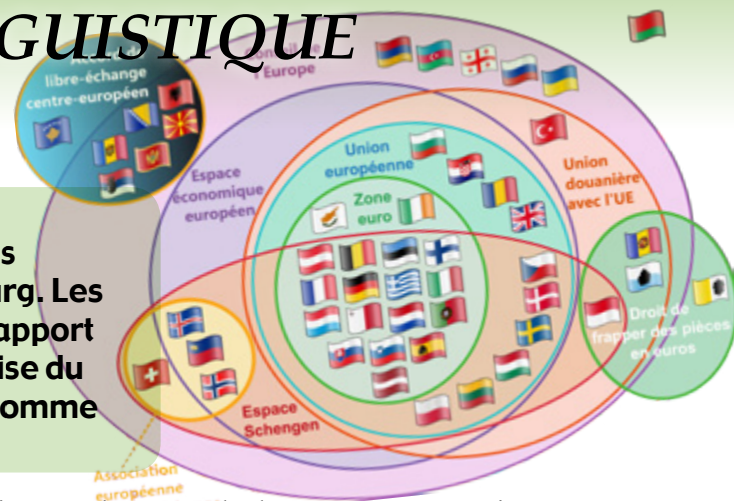 GUISTIQUE
Accord de
libre-échange
centre-européen
Conseil de
l'Europe
Espace
économique
européen
Union
européenne
Zone
euro
Union
douanière
avec l'UE
s
rg. Les
apport
ise du
omme
Droit de
frapper des pièces
en euros
Espace
Schengen
Association
européenne